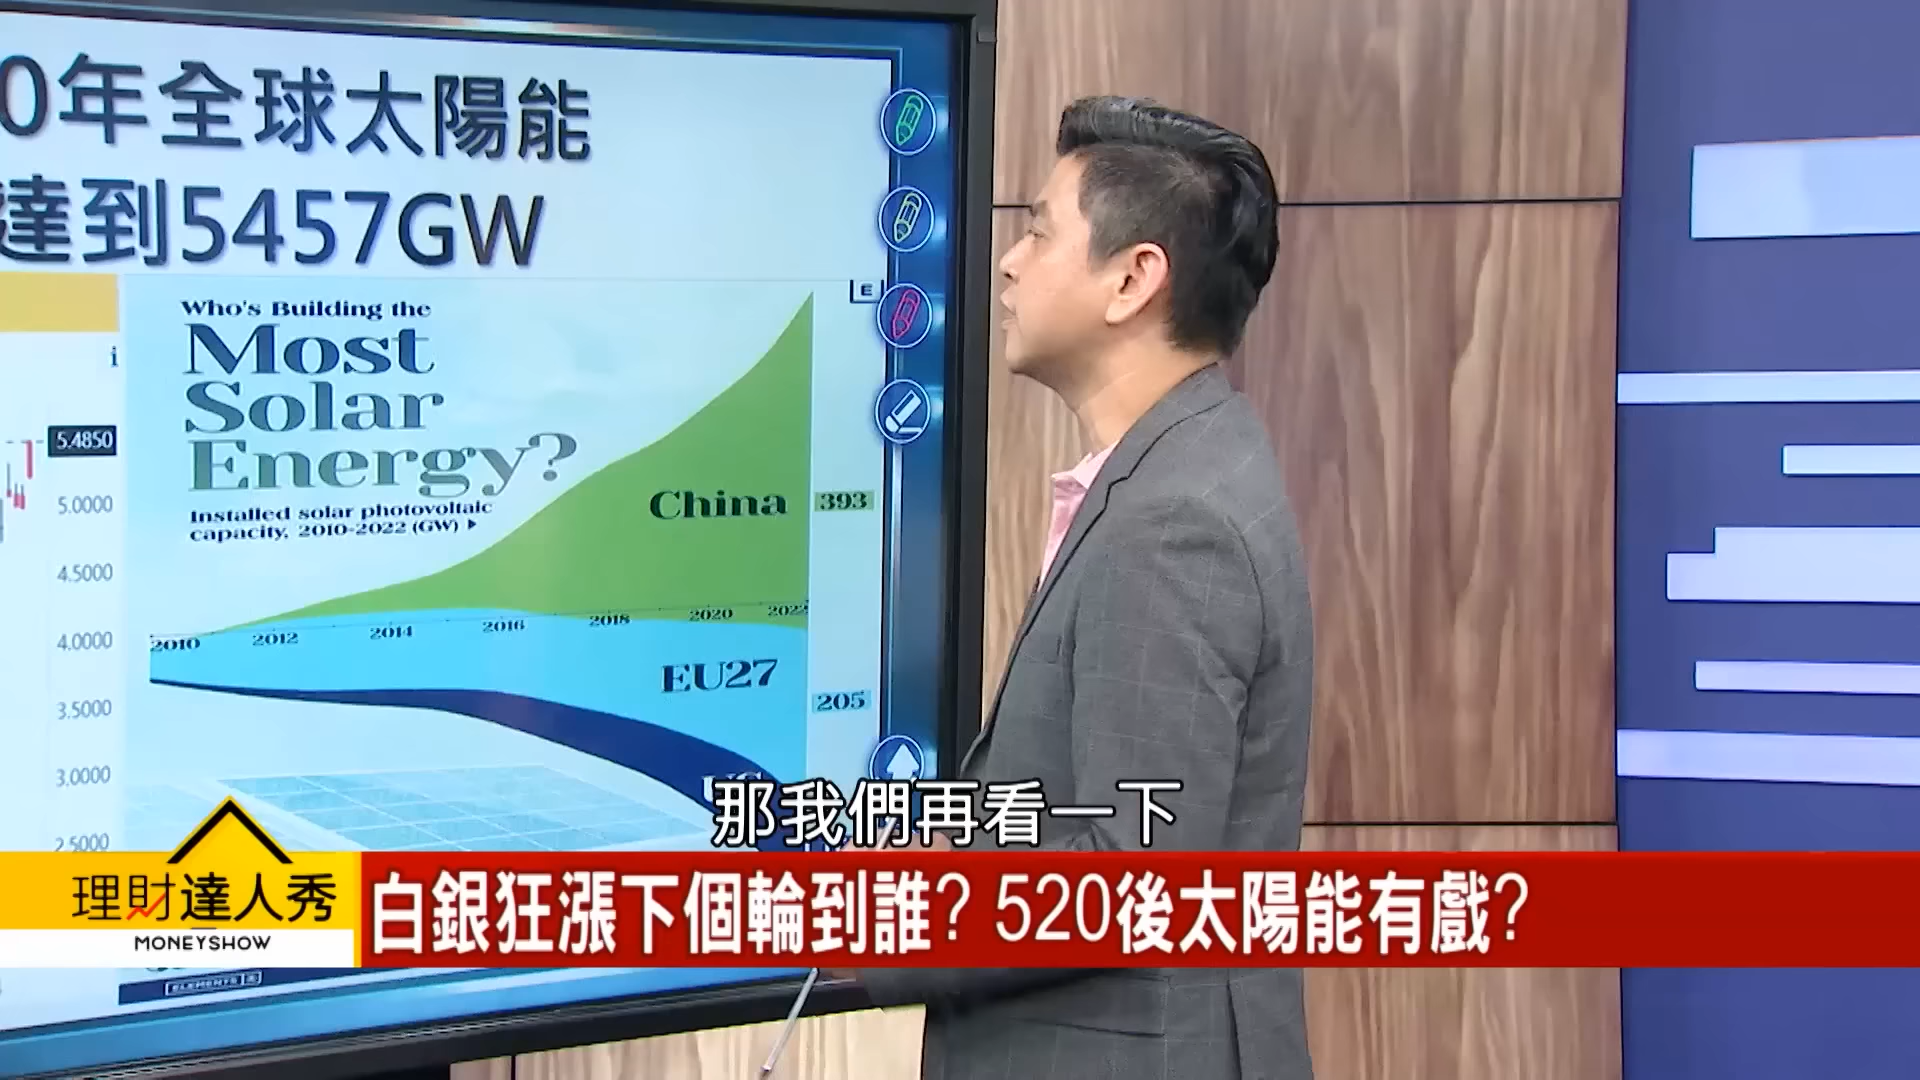 0年全球太陽能
達到5457GW
E
Who's Building the
Most
Solar
Energy?
Installed solar photovoltaic
capacity, 2010-2022 (GW)
i
5.4850
5.0000
4.5000
4.0000
3.5000
3.0000
2.5000
China
393
2010
2012
2014
2016
2018
2020
2022
EU27
205
US
那我們再看一下
理財達人秀
MONEYSHOW
白銀狂漲下個輪到誰? 520後太陽能有戲?
ELEMENTS